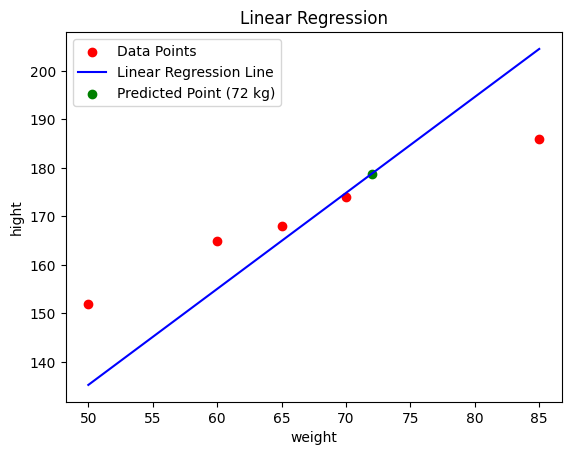 Linear Regression
Data Points
Linear Regression Line
Predicted Point (72 kg)
hight
200
190
180
170
160
150
140
50
55
60
65
70
75
80
85
weight